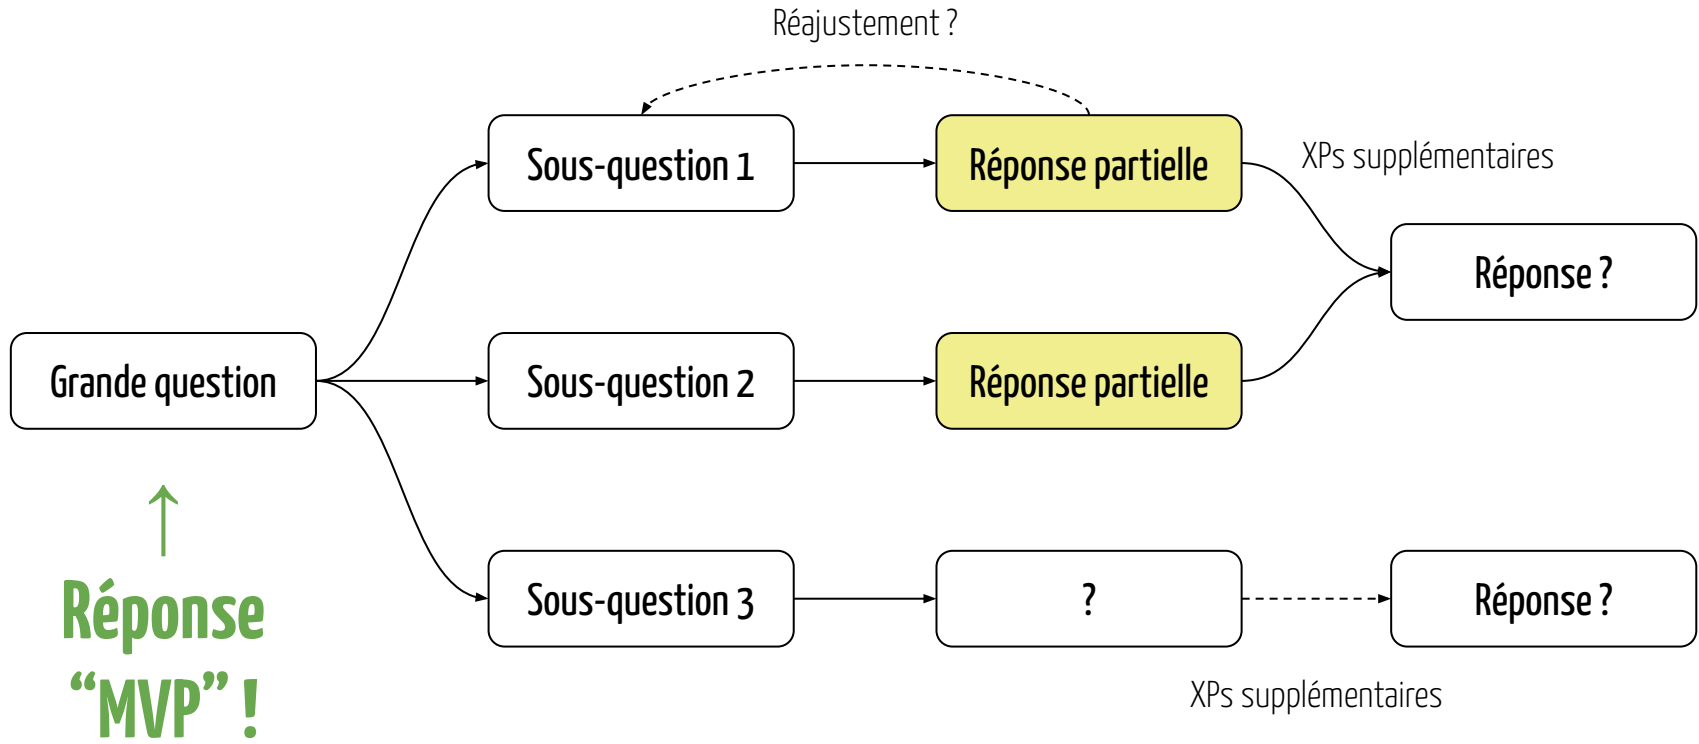 Réajustement ?
Sous-question 1
Réponse partielle
XPs supplémentaires
Réponse ?
Grande question
Sous-question 2
Réponse partielle
↑
Réponse
“MVP” !
Sous-question 3
?
Réponse ?
XPs supplémentaires